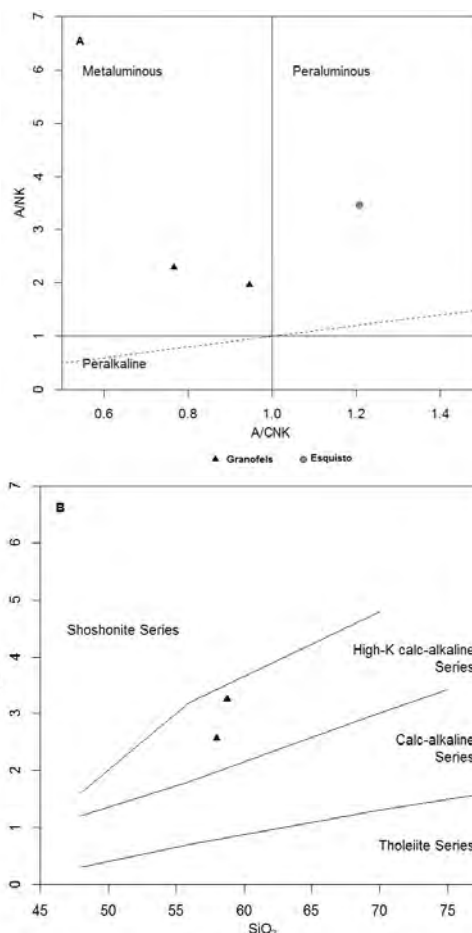 A
Metaluminous
Peraluminous
Peralkaline
A/NK
7
6
5
4
3
2
1
0
0.6
0.8
1.0
1.2
1.4
A/CNK
Granofels
Esquisto
B
Shoshonite Series
High-K calc-alkaline
Series
Calc-alkaline
Series
Tholeiite Series
7
6
5
4
3
2
1
0
45
50
55
60
65
70
75
SiO₂